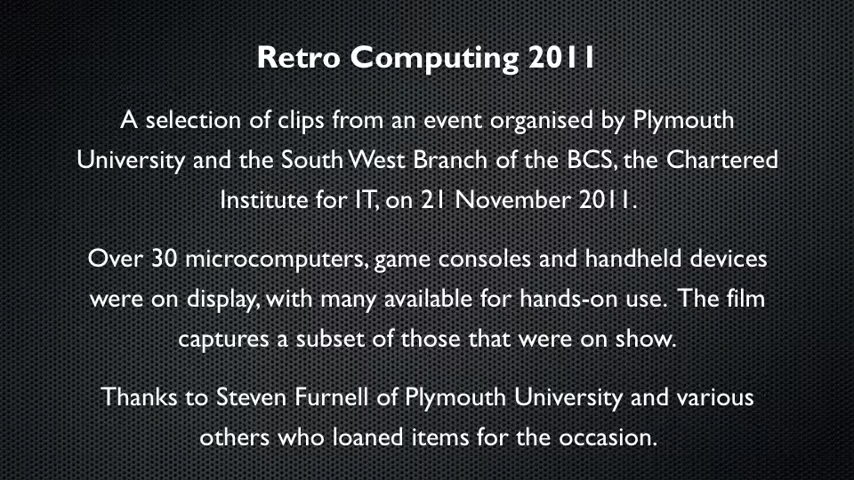 Retro Computing 2011
A selection of clips from an event organised by Plymouth
University and the South West Branch of the BCS, the Chartered
Institute for IT, on 21 November 2011.
Over 30 microcomputers, game consoles and handheld devices
were on display, with many available for hands-on use. The film
captures a subset of those that were on show.
Thanks to Steven Furnell of Plymouth University and various
others who loaned items for the occasion.